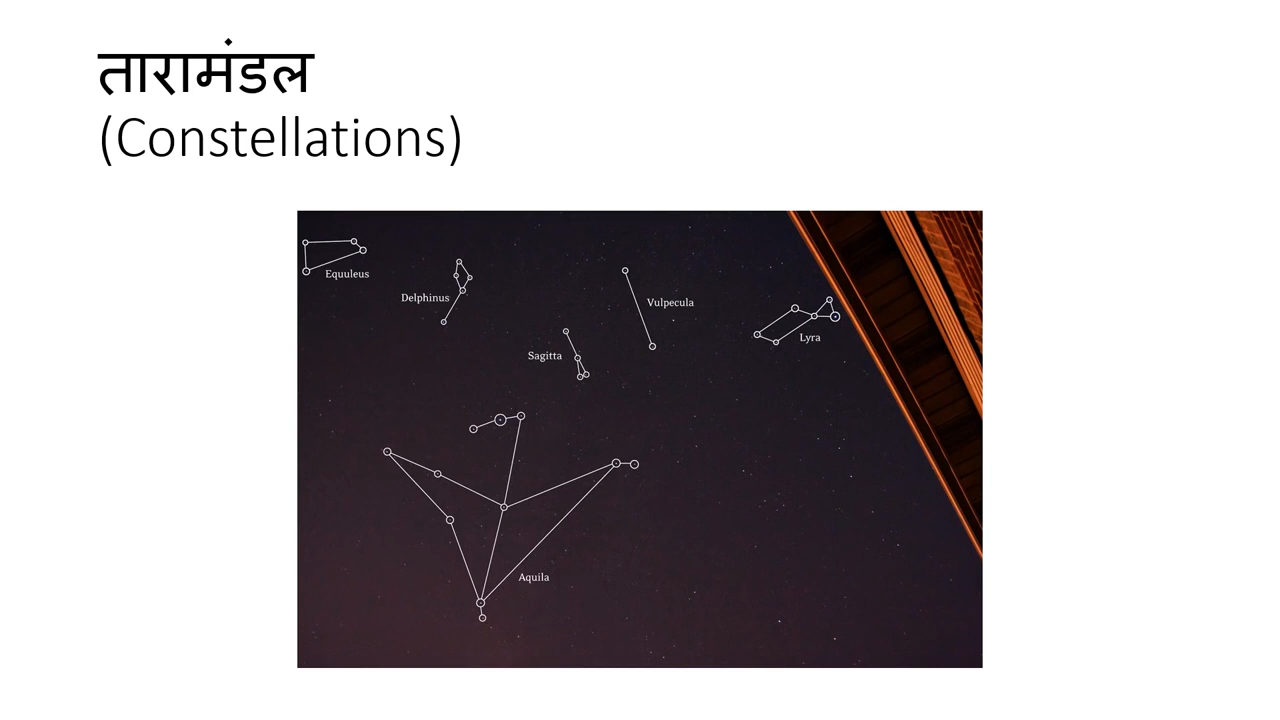 तारामंडल
(Constellations)
Equuleus
Delphinus
Vulpecula
Lyra
Sagitta
Aquila